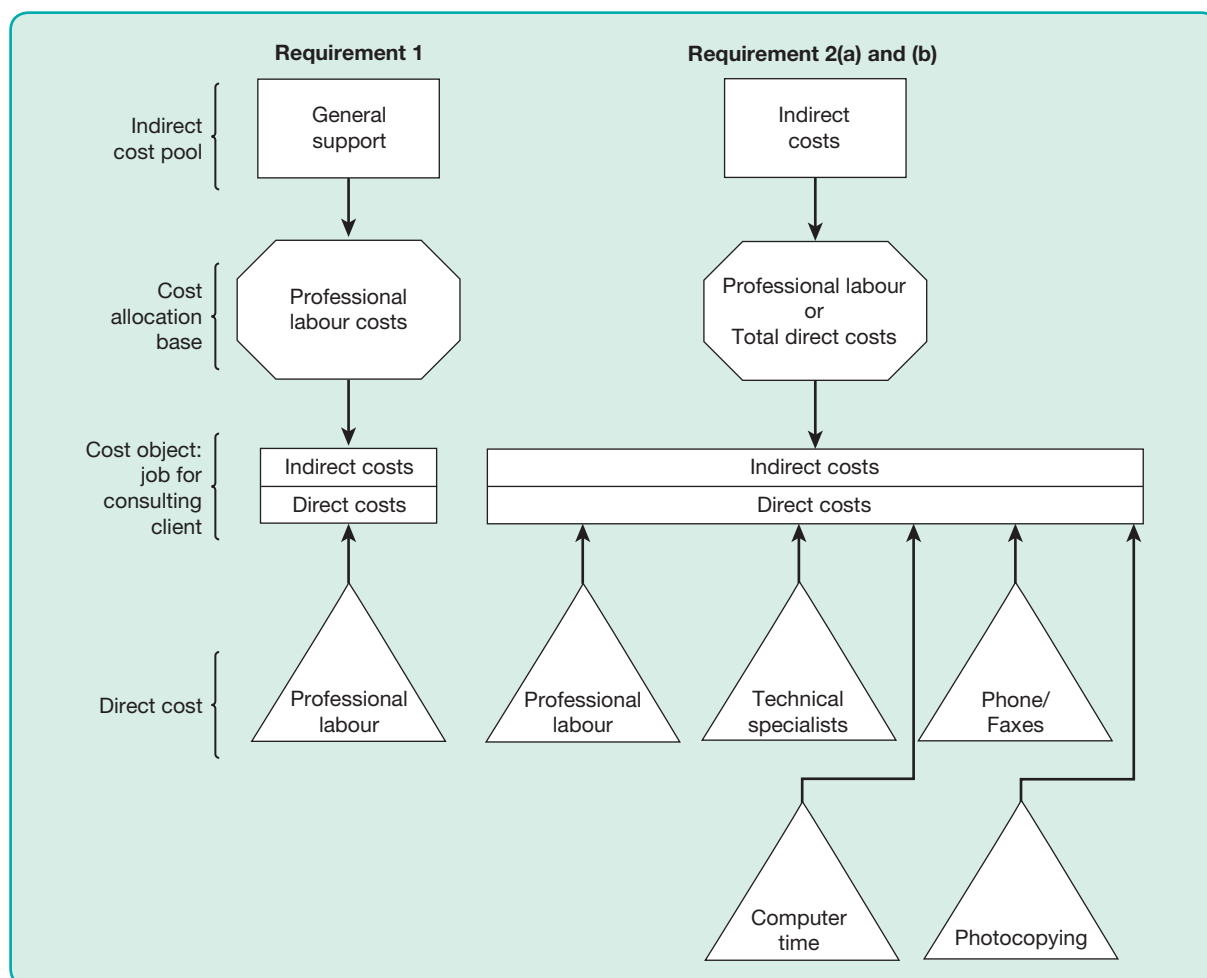 Requirement 1
Requirement 2(a) and (b)
Indirect
cost pool
General
support
Indirect
costs
Cost
allocation
base
Professional
labour costs
Professional labour
or
Total direct costs
Cost object:
job for
consulting
client
Indirect costs
Direct costs
Indirect costs
Direct costs
Direct cost
Professional
labour
Professional
labour
Technical
specialists
Phone/
Faxes
Computer
time
Photocopying